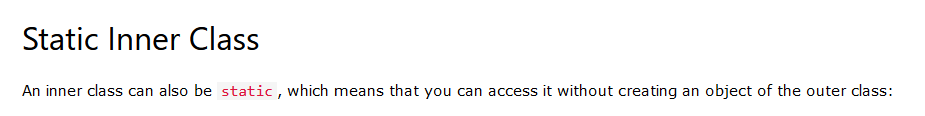 Static Inner Class
An inner class can also be static, which means that you can access it without creating an object of the outer class: